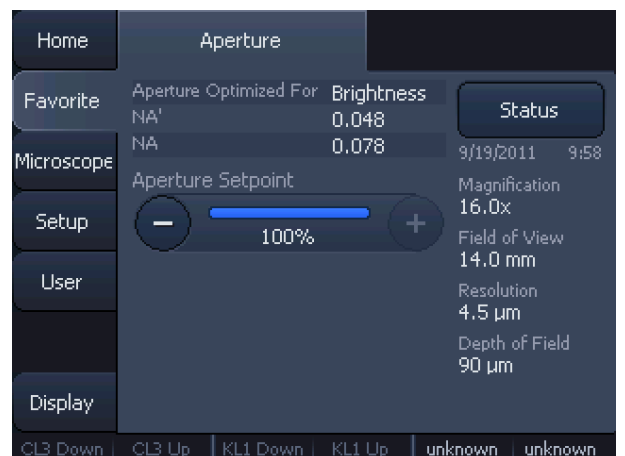 Home
Aperture
Favorite
Microscope
Setup
User
Display
Aperture Optimized For Brightness
NA' 0.048
NA 0.078
Aperture Setpoint
100%
Status
9/19/2011 9:58
Magnification
16.0x
Field of View
14.0 mm
Resolution
4.5 µm
Depth of Field
90 µm
CL3 Down CL3 Up KL1 Down KL1 Up unknown unknown